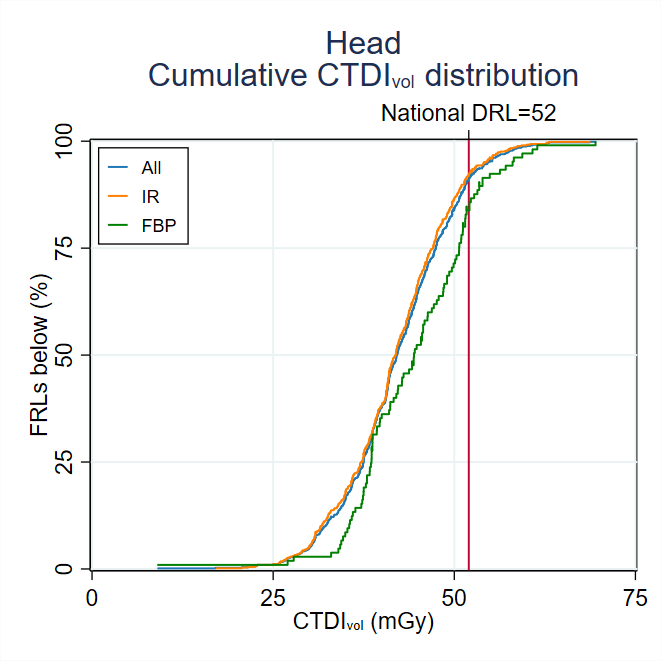 Head
Cumulative CTDIvol distribution
National DRL=52
All
IR
FBP
FRLs below (%)
100
75
50
25
0
0 25 50 75
CTDIvol (mGy)